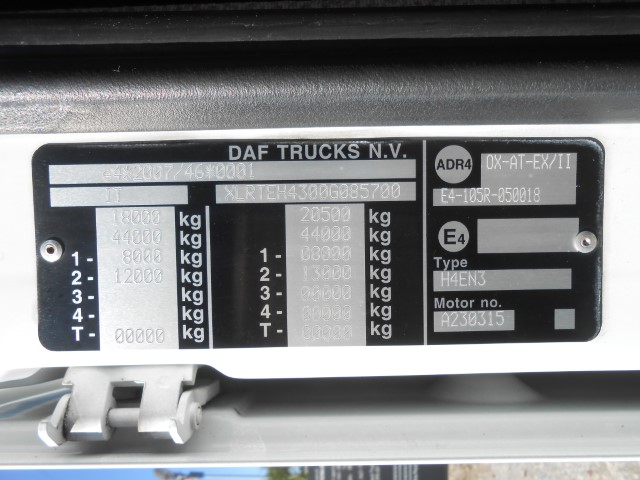 DAF TRUCKS N.V.
e4*2007/46*0001
XLRTEH4300G085700
18000 kg 20500 kg
44000 kg 44000 kg
1- 8000 kg 1- 08000 kg
2- 12000 kg 2- 13000 kg
3- kg 3- 00000 kg
4- kg 4- 00000 kg
T- 00000 kg T- 00000 kg
ADR4 OX-AT-EX/II
E4-105R-050018
E4
Type
H4EN3
Motor no.
A230315